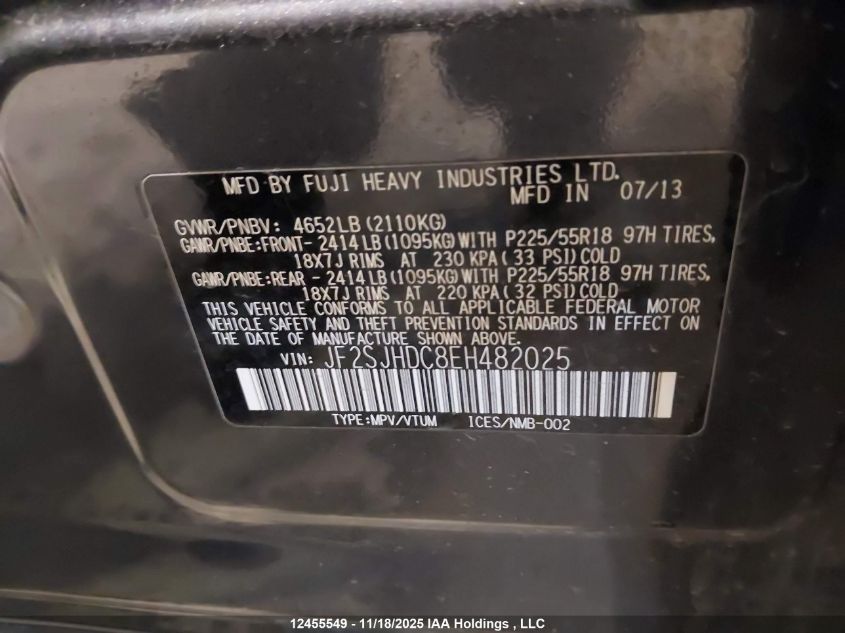 MFD BY FUJI HEAVY INDUSTRIES LTD.
MFD IN 07/13
GVWR/PNBV: 4652LB (2110KG)
GAWR/PNBE:FRONT- 2414 LB (1095KG) WITH P225/55R18 97H TIRES,
18X7J RIMS AT 230 KPA (33 PSI) COLD
GAWR/PNBE:REAR - 2414 LB (1095KG) WITH P225/55R18 97H TIRES,
18X7J RIMS AT 220 KPA (32 PSI) COLD
THIS VEHICLE CONFORMS TO ALL APPLICABLE FEDERAL MOTOR
VEHICLE SAFETY AND THEFT PREVENTION STANDARDS IN EFFECT ON
THE DATE OF MANUFACTURE SHOWN ABOVE.
VIN: JF2SJHDC8EH482025
TYPE:MPV/VTUM ICES/NMB-002
12455549 - 11/18/2025 IAA Holdings , LLC